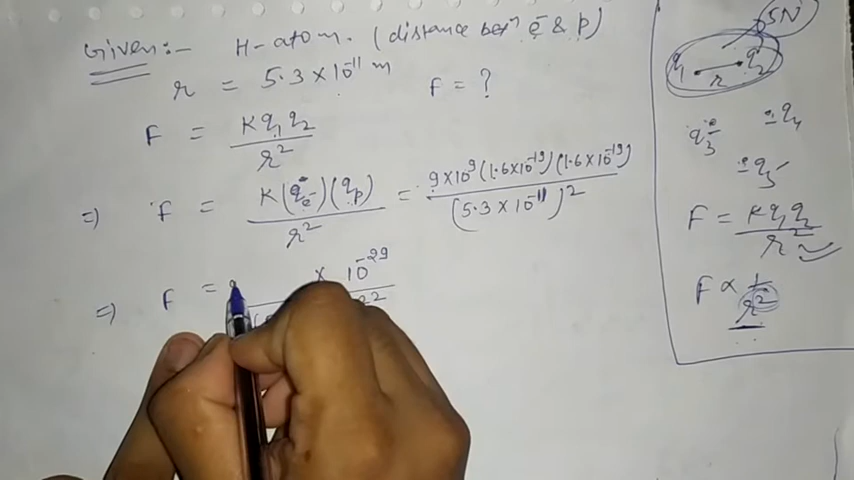 Given:- H-atom. (distance betn e⁻ & p)
r = 5.3 × 10⁻¹¹ m F = ?
F = Kq₁q₂ / r²
=) F = K(qe⁻)(qp) / r² = 9×10⁹(1.6×10⁻¹⁹)(1.6×10⁻¹⁹) / (5.3 × 10⁻¹¹)²
=) F = × 10⁻²⁹
5N
q₁ r q₂
q₃ q₄
q₅
F = Kq₁q₂ / r²
F ∝ 1 / r²